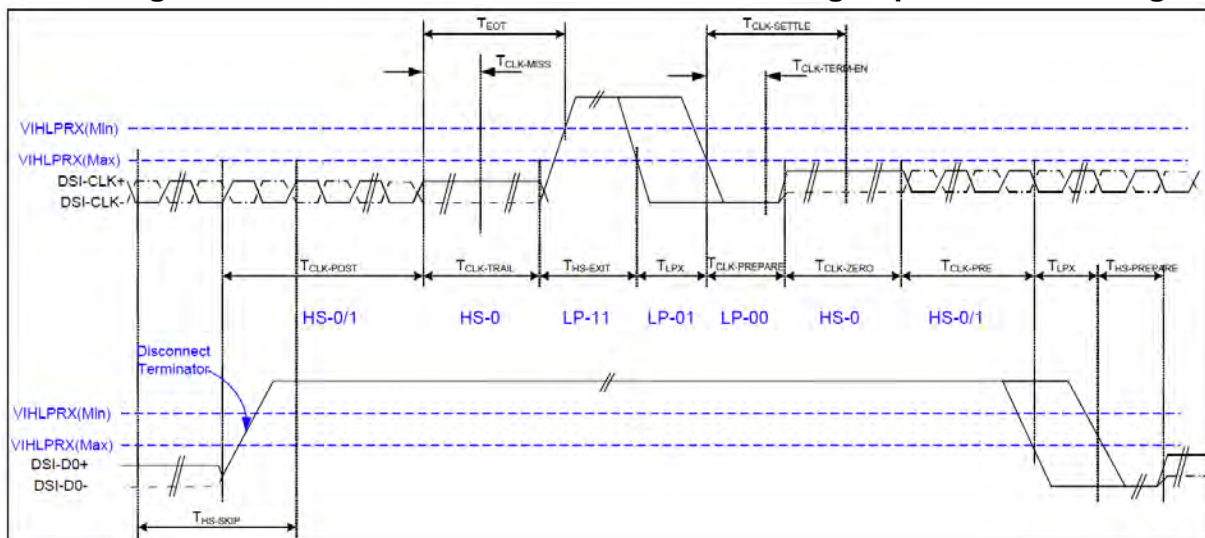 TEOT
TCLK-SETTLE
TCLK-MISS
TCLK-TERM-EN
VIHLPRX(Min)
VIHLPRX(Max)
DSI-CLK+
DSI-CLK-
TCLK-POST
TCLK-TRAIL
THS-EXIT
TLPX
TCLK-PREPARE
TCLK-ZERO
TCLK-PRE
TLPX
THS-PREPARE
HS-0/1
HS-0
LP-11
LP-01
LP-00
HS-0
HS-0/1
Disconnect
Terminator
VIHLPRX(Min)
VIHLPRX(Max)
DSI-D0+
DSI-D0-
THS-SKIP